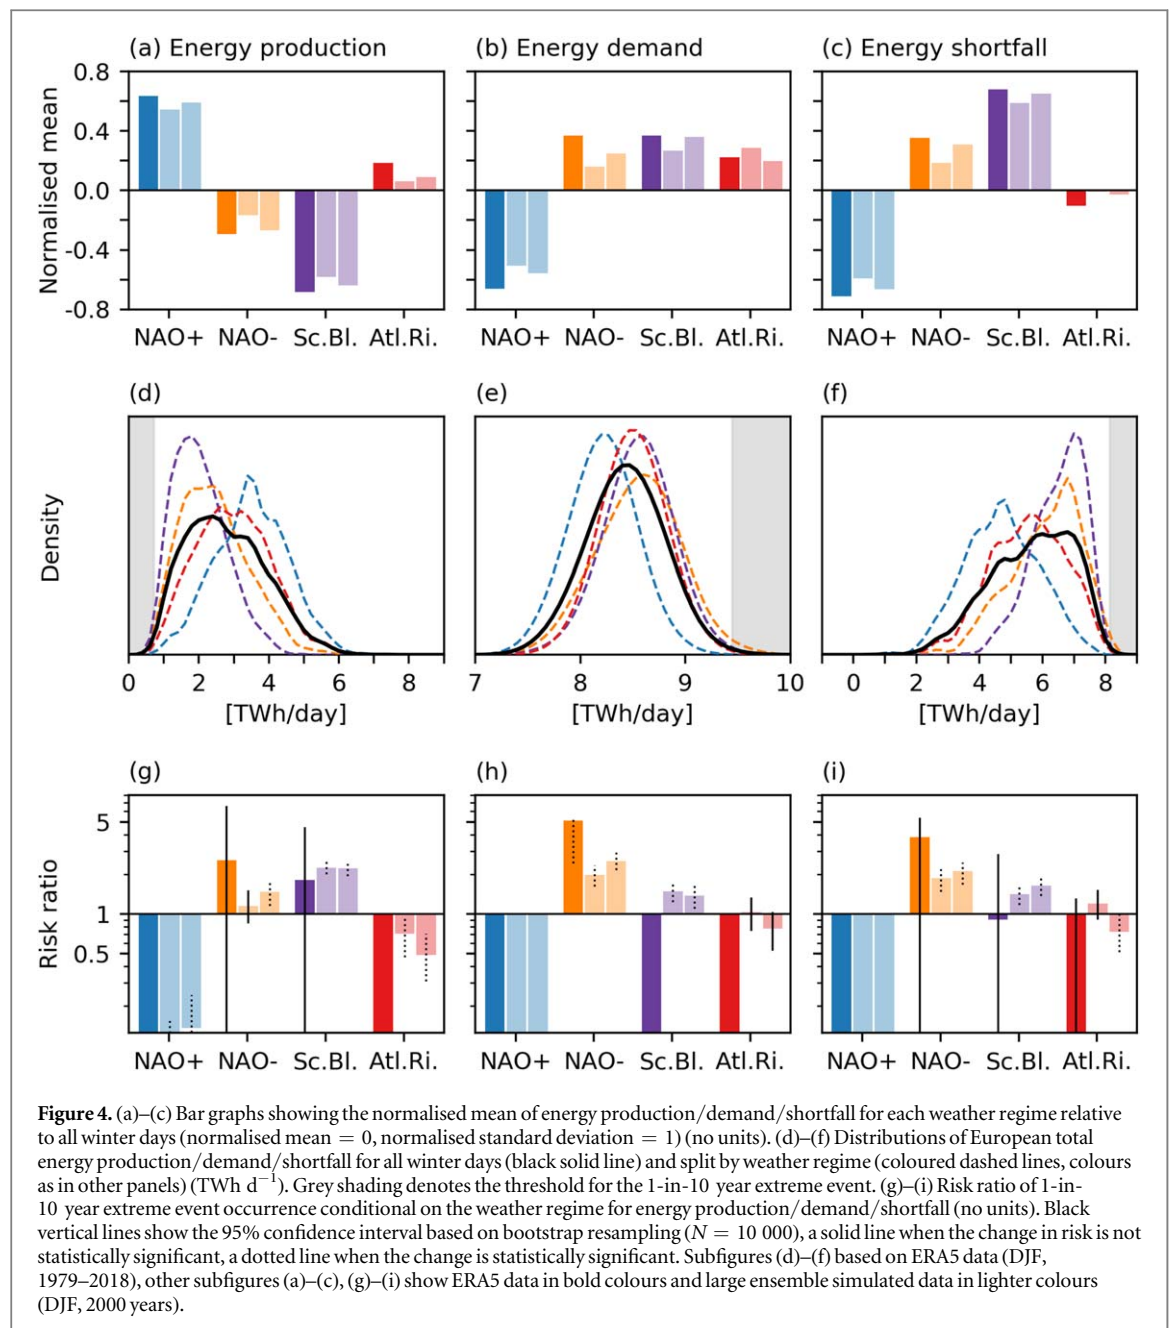 (a) Energy production
(b) Energy demand
(c) Energy shortfall
Normalised mean
0.8
0.4
0.0
-0.4
-0.8
NAO+ NAO- Sc.Bl. Atl.Ri.
NAO+ NAO- Sc.Bl. Atl.Ri.
NAO+ NAO- Sc.Bl. Atl.Ri.
(d)
(e)
(f)
Density
0 2 4 6 8
7 8 9 10
0 2 4 6 8
[TWh/day]
[TWh/day]
[TWh/day]
(g)
(h)
(i)
Risk ratio
5
1
0.5
NAO+ NAO- Sc.Bl. Atl.Ri.
NAO+ NAO- Sc.Bl. Atl.Ri.
NAO+ NAO- Sc.Bl. Atl.Ri.
Figure 4. (a)–(c) Bar graphs showing the normalised mean of energy production/demand/shortfall for each weather regime relative
to all winter days (normalised mean = 0, normalised standard deviation = 1) (no units). (d)–(f) Distributions of European total
energy production/demand/shortfall for all winter days (black solid line) and split by weather regime (coloured dashed lines, colours
as in other panels) (TWh d⁻¹). Grey shading denotes the threshold for the 1-in-10 year extreme event. (g)–(i) Risk ratio of 1-in-
10 year extreme event occurrence conditional on the weather regime for energy production/demand/shortfall (no units). Black
vertical lines show the 95% confidence interval based on bootstrap resampling (N = 10 000), a solid line when the change in risk is not
statistically significant, a dotted line when the change is statistically significant. Subfigures (d)–(f) based on ERA5 data (DJF,
1979–2018), other subfigures (a)–(c), (g)–(i) show ERA5 data in bold colours and large ensemble simulated data in lighter colours
(DJF, 2000 years).